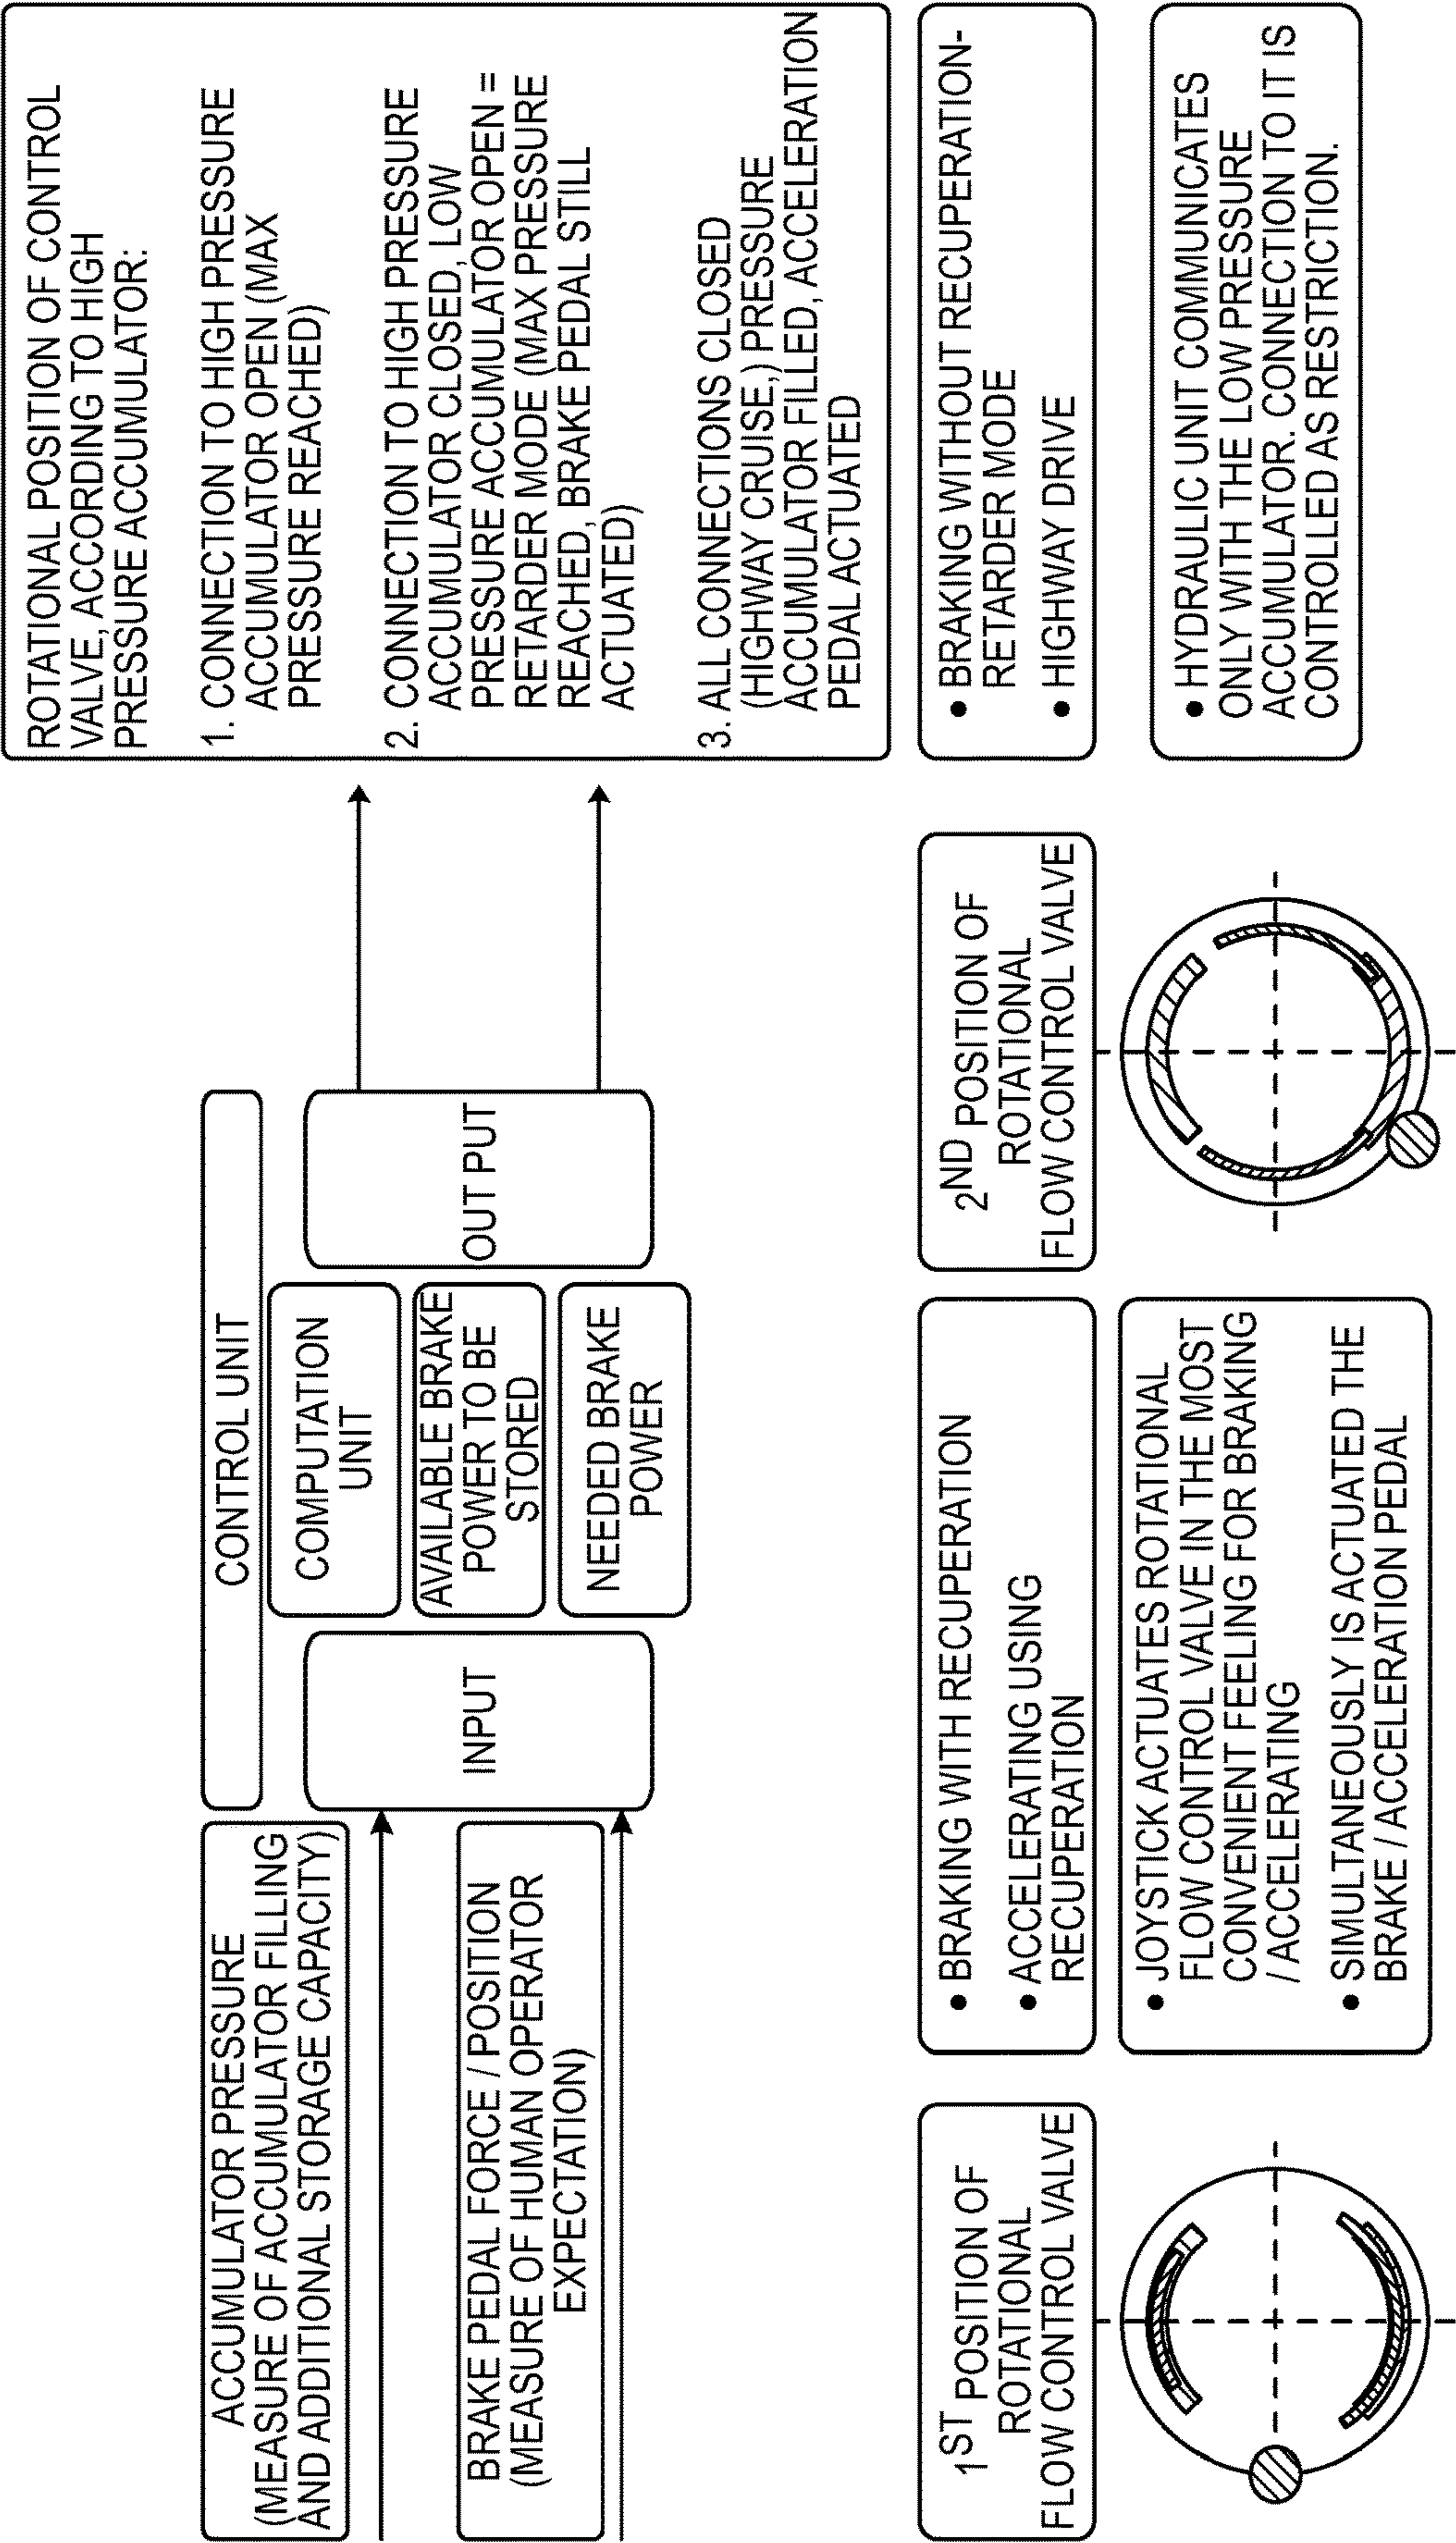 ACCUMULATOR PRESSURE
(MEASURE OF ACCUMULATOR FILLING
AND ADDITIONAL STORAGE CAPACITY)
BRAKE PEDAL FORCE / POSITION
(MEASURE OF HUMAN OPERATOR
EXPECTATION)
CONTROL UNIT
INPUT
COMPUTATION
UNIT
AVAILABLE BRAKE
POWER TO BE
STORED
NEEDED BRAKE
POWER
OUT PUT
ROTATIONAL POSITION OF CONTROL
VALVE, ACCORDING TO HIGH
PRESSURE ACCUMULATOR:
1. CONNECTION TO HIGH PRESSURE
ACCUMULATOR OPEN (MAX
PRESSURE REACHED)
2. CONNECTION TO HIGH PRESSURE
ACCUMULATOR CLOSED, LOW
PRESSURE ACCUMULATOR OPEN =
RETARDER MODE (MAX PRESSURE
REACHED, BRAKE PEDAL STILL
ACTUATED)
3. ALL CONNECTIONS CLOSED
(HIGHWAY CRUISE,) PRESSURE
ACCUMULATOR FILLED, ACCELERATION
PEDAL ACTUATED
1ST POSITION OF
ROTATIONAL
FLOW CONTROL VALVE
• BRAKING WITH RECUPERATION
• ACCELERATING USING
RECUPERATION
• JOYSTICK ACTUATES ROTATIONAL
FLOW CONTROL VALVE IN THE MOST
CONVENIENT FEELING FOR BRAKING
/ ACCELERATING
• SIMULTANEOUSLY IS ACTUATED THE
BRAKE / ACCELERATION PEDAL
2ND POSITION OF
ROTATIONAL
FLOW CONTROL VALVE
• BRAKING WITHOUT RECUPERATION-
RETARDER MODE
• HIGHWAY DRIVE
• HYDRAULIC UNIT COMMUNICATES
ONLY WITH THE LOW PRESSURE
ACCUMULATOR. CONNECTION TO IT IS
CONTROLLED AS RESTRICTION.